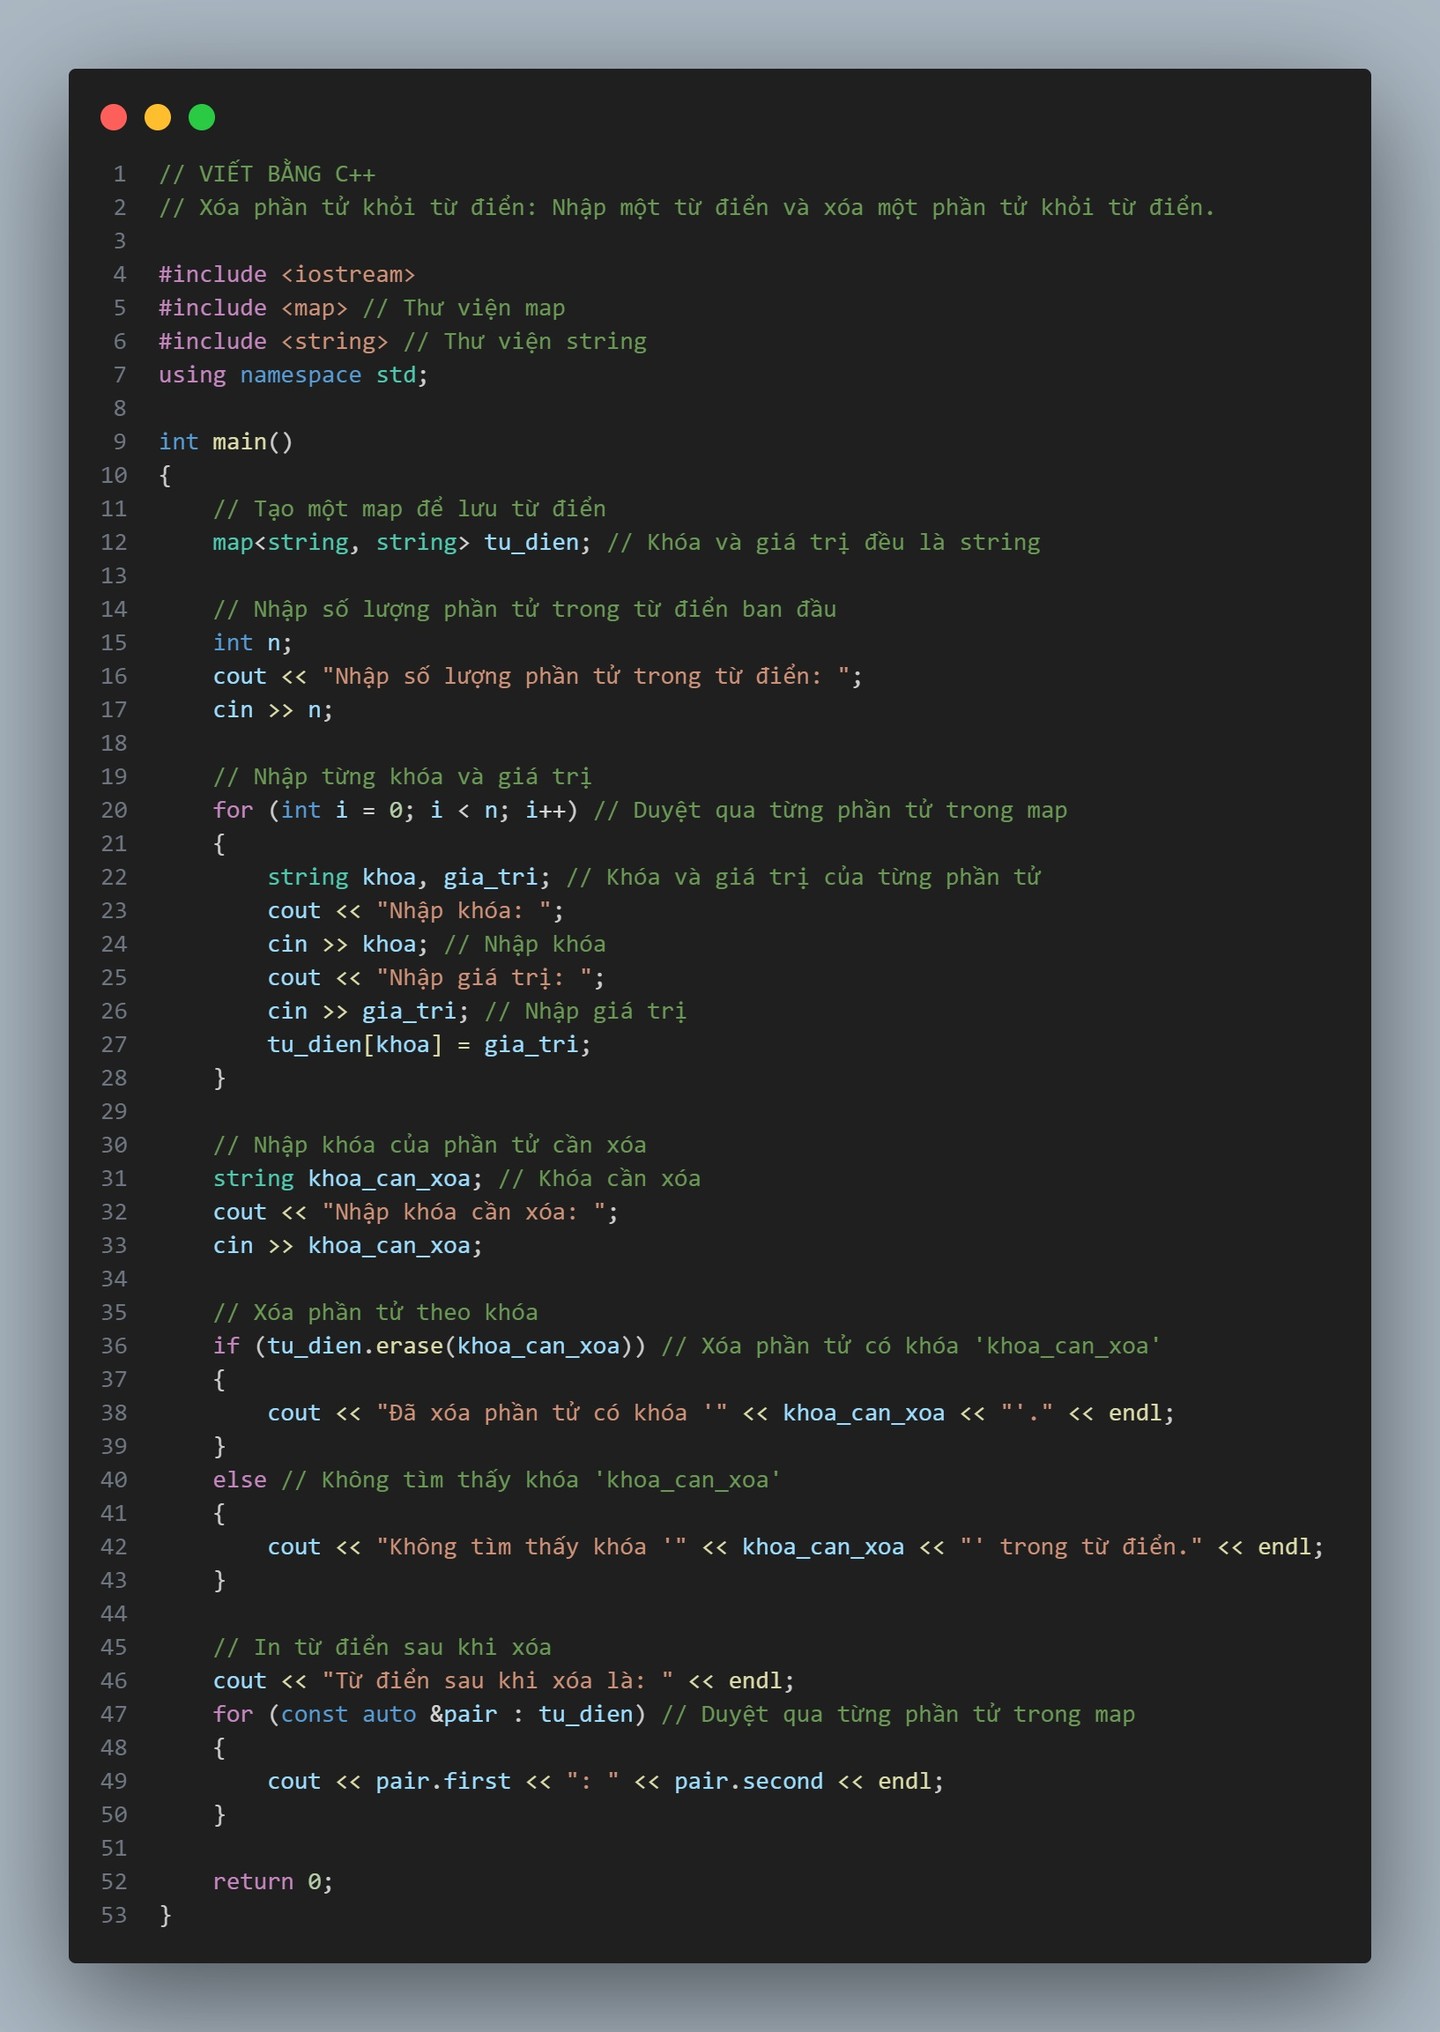 1 // VIẾT BẰNG C++
2 // Xóa phần tử khỏi từ điển: Nhập một từ điển và xóa một phần tử khỏi từ điển.
3
4 #include <iostream>
5 #include <map> // Thư viện map
6 #include <string> // Thư viện string
7 using namespace std;
8
9 int main()
10 {
11     // Tạo một map để lưu từ điển
12     map<string, string> tu_dien; // Khóa và giá trị đều là string
13
14     // Nhập số lượng phần tử trong từ điển ban đầu
15     int n;
16     cout << "Nhập số lượng phần tử trong từ điển: ";
17     cin >> n;
18
19     // Nhập từng khóa và giá trị
20     for (int i = 0; i < n; i++) // Duyệt qua từng phần tử trong map
21     {
22         string khoa, gia_tri; // Khóa và giá trị của từng phần tử
23         cout << "Nhập khóa: ";
24         cin >> khoa; // Nhập khóa
25         cout << "Nhập giá trị: ";
26         cin >> gia_tri; // Nhập giá trị
27         tu_dien[khoa] = gia_tri;
28     }
29
30     // Nhập khóa của phần tử cần xóa
31     string khoa_can_xoa; // Khóa cần xóa
32     cout << "Nhập khóa cần xóa: ";
33     cin >> khoa_can_xoa;
34
35     // Xóa phần tử theo khóa
36     if (tu_dien.erase(khoa_can_xoa)) // Xóa phần tử có khóa 'khoa_can_xoa'
37     {
38         cout << "Đã xóa phần tử có khóa '" << khoa_can_xoa << "'." << endl;
39     }
40     else // Không tìm thấy khóa 'khoa_can_xoa'
41     {
42         cout << "Không tìm thấy khóa '" << khoa_can_xoa << "' trong từ điển." << endl;
43     }
44
45     // In từ điển sau khi xóa
46     cout << "Từ điển sau khi xóa là: " << endl;
47     for (const auto &pair : tu_dien) // Duyệt qua từng phần tử trong map
48     {
49         cout << pair.first << ": " << pair.second << endl;
50     }
51
52     return 0;
53 }